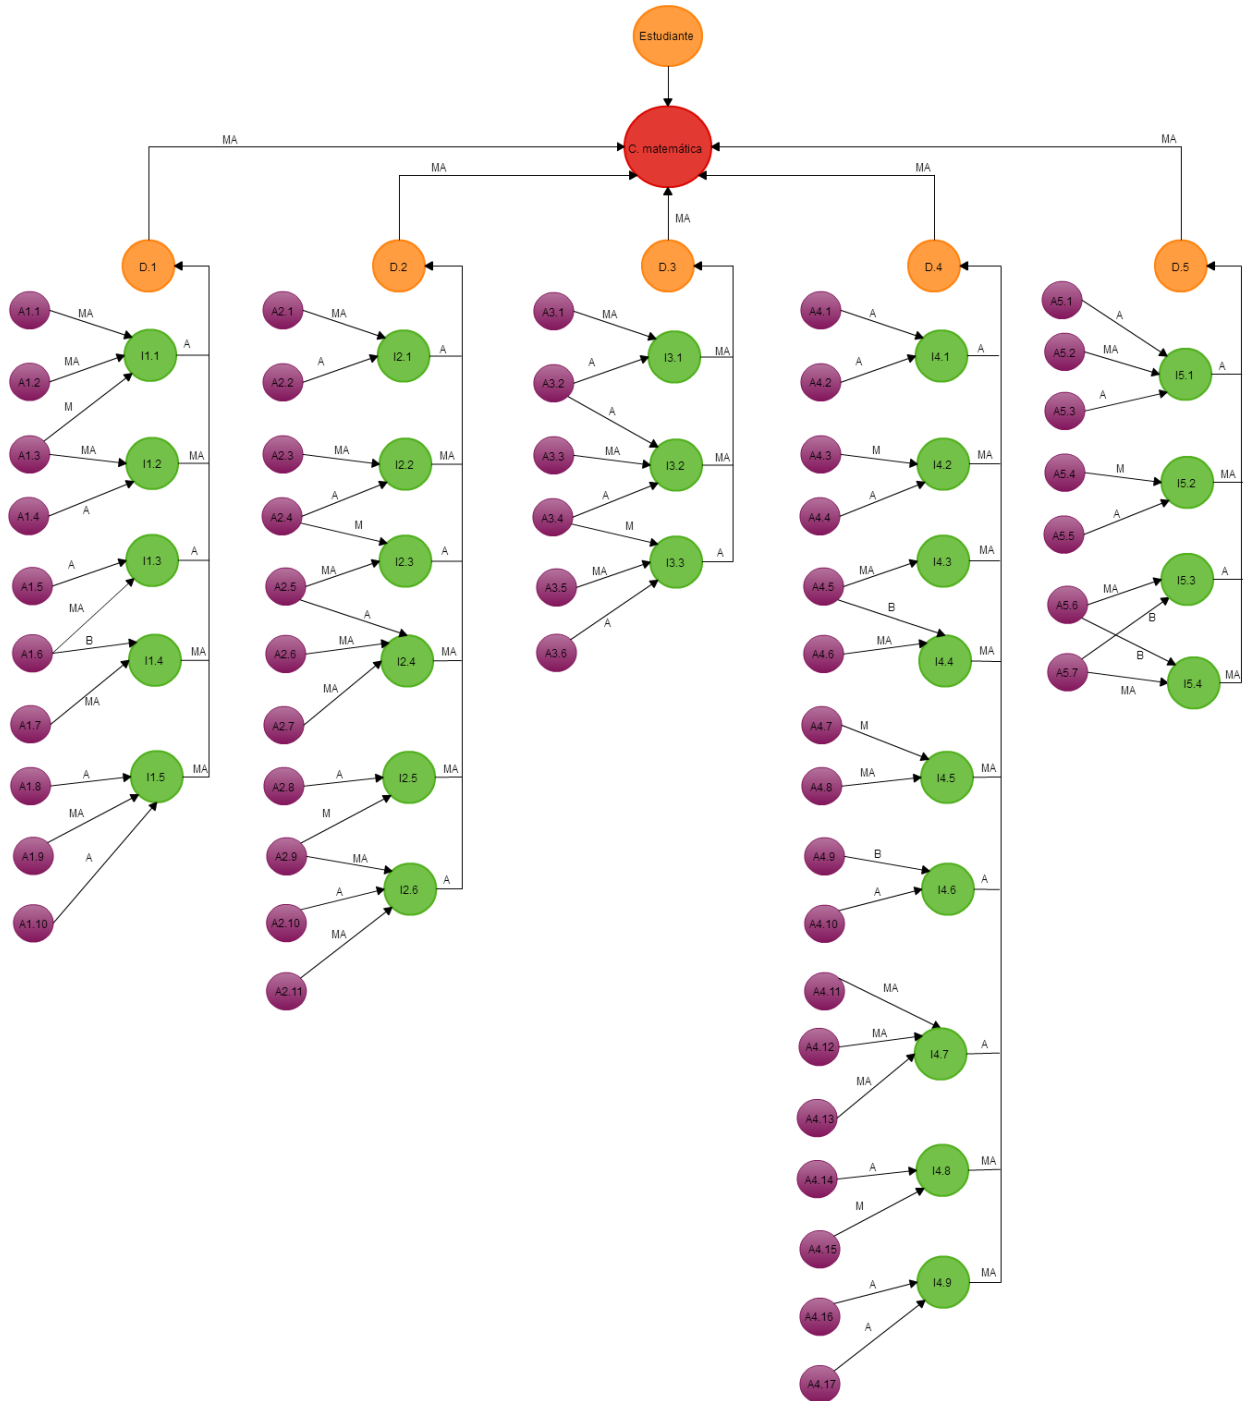 Estudiante
C. matemática
MA
MA
MA
MA
MA
D.1
D.2
D.3
D.4
D.5
A1.1
MA
A1.2
MA
I1.1
A
M
A1.3
MA
I1.2
MA
A1.4
A
A1.5
A
I1.3
A
MA
A1.6
B
I1.4
MA
A1.7
MA
A1.8
A
I1.5
MA
A1.9
MA
A1.10
A
A2.1
MA
I2.1
A
A2.2
A
A2.3
MA
I2.2
MA
A2.4
A
M
I2.3
A
A2.5
MA
A
A2.6
MA
I2.4
MA
A2.7
MA
A2.8
A
I2.5
MA
M
A2.9
MA
I2.6
A
A2.10
A
A2.11
MA
A3.1
MA
I3.1
MA
A3.2
A
A
A3.3
MA
I3.2
MA
A3.4
A
M
I3.3
A
A3.5
MA
A3.6
A
A4.1
A
I4.1
A
A4.2
A
A4.3
M
I4.2
MA
A4.4
A
A4.5
MA
I4.3
MA
B
A4.6
MA
I4.4
MA
A4.7
M
I4.5
MA
A4.8
MA
A4.9
B
I4.6
A
A4.10
A
A4.11
MA
A4.12
MA
I4.7
A
A4.13
MA
A4.14
A
I4.8
MA
A4.15
M
A4.16
A
I4.9
MA
A4.17
A
A5.1
A
A5.2
MA
I5.1
A
A5.3
A
A5.4
M
I5.2
MA
A5.5
A
A5.6
MA
I5.3
A
B
B
A5.7
MA
I5.4
MA